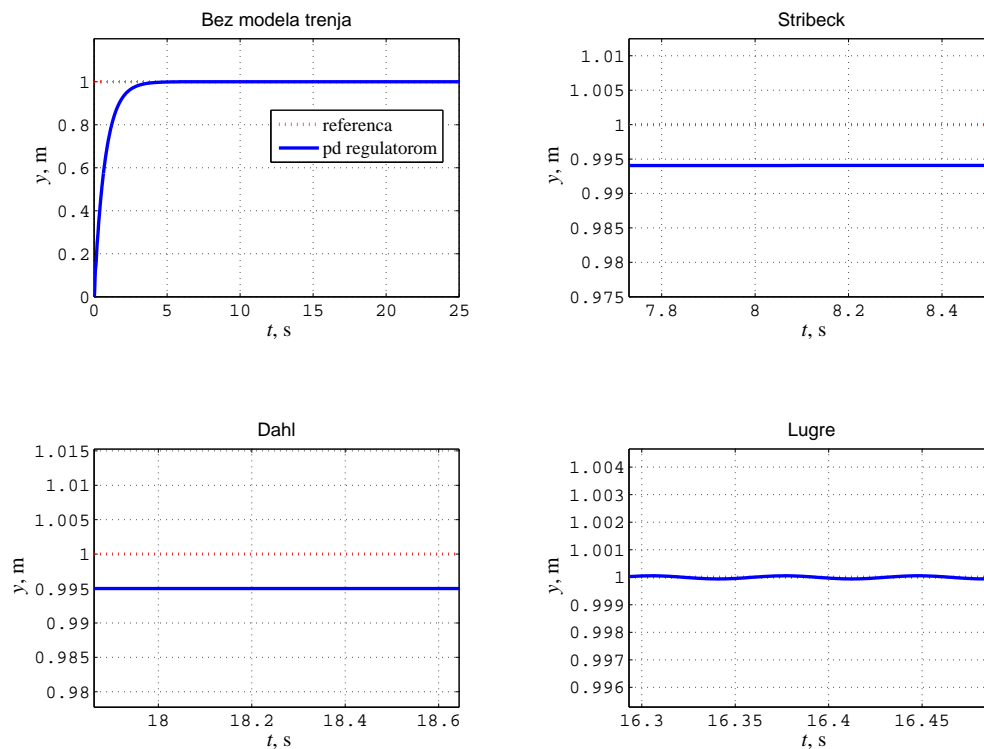 Bez modela trenja
1
0.8
0.6
0.4
0.2
0
y, m
referenca
pd regulatorom
0 5 10 15 20 25
t, s
Stribeck
1.01
1.005
1
0.995
0.99
0.985
0.98
0.975
y, m
7.8 8 8.2 8.4
t, s
Dahl
1.015
1.01
1.005
1
0.995
0.99
0.985
0.98
y, m
18 18.2 18.4 18.6
t, s
Lugre
1.004
1.003
1.002
1.001
1
0.999
0.998
0.997
0.996
y, m
16.3 16.35 16.4 16.45
t, s